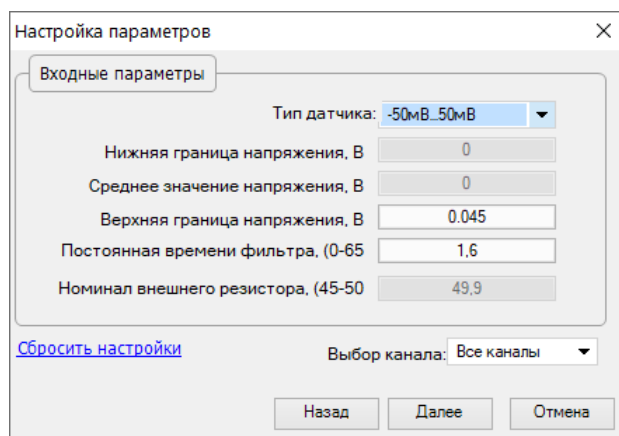 Настройка параметров
Входные параметры
Тип датчика: -50мВ...50мВ
Нижняя граница напряжения, В 0
Среднее значение напряжения, В 0
Верхняя граница напряжения, В 0.045
Постоянная времени фильтра, (0-65 1,6
Номинал внешнего резистора, (45-50 49,9
Сбросить настройки Выбор канала: Все каналы
Назад Далее Отмена